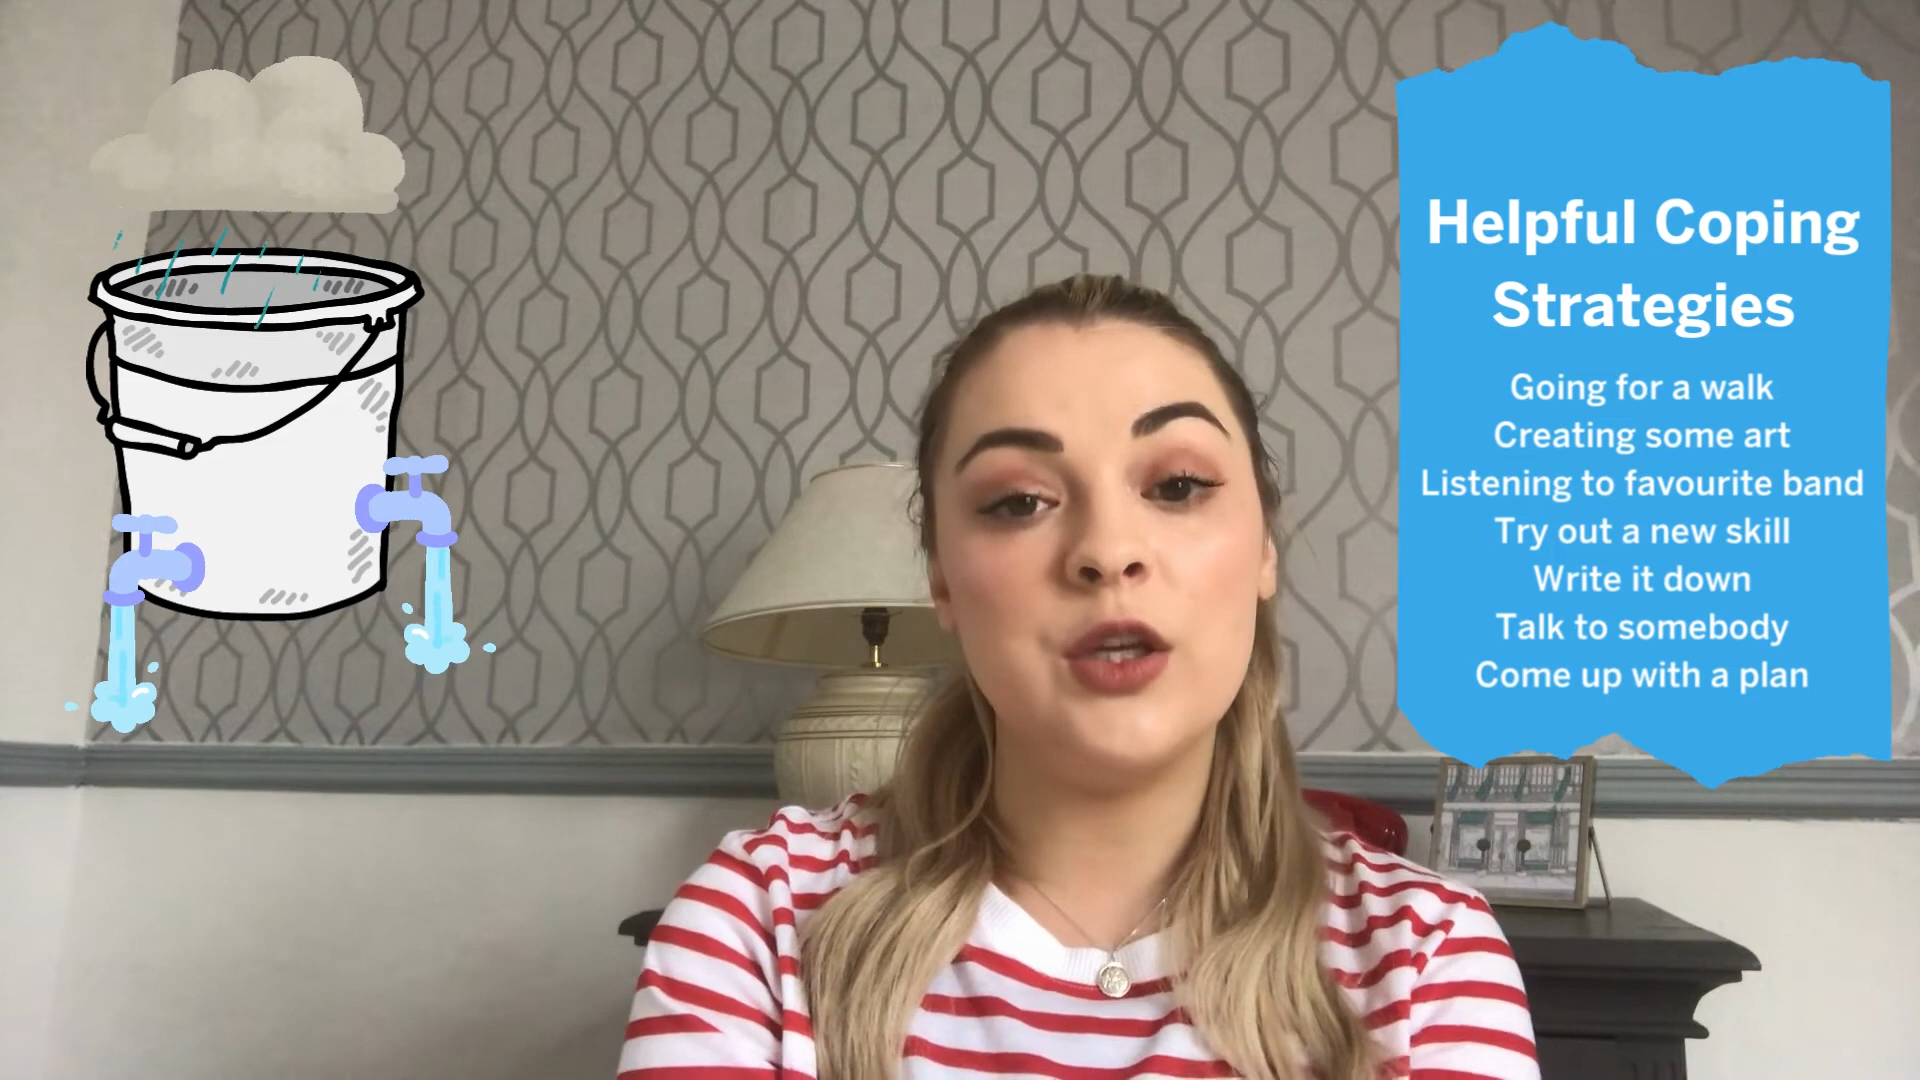 Helpful Coping
Strategies
Going for a walk
Creating some art
Listening to favourite band
Try out a new skill
Write it down
Talk to somebody
Come up with a plan